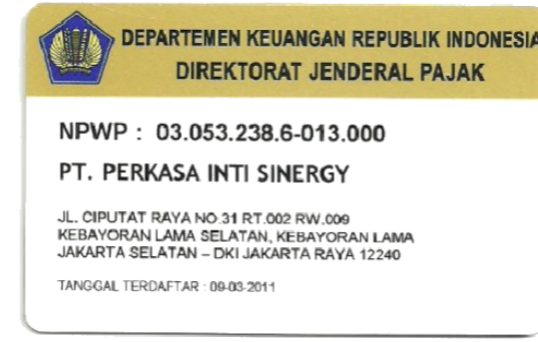 DEPARTEMEN KEUANGAN REPUBLIK INDONESIA
DIREKTORAT JENDERAL PAJAK
NPWP : 03.053.238.6-013.000
PT. PERKASA INTI SINERGY
JL. CIPUTAT RAYA NO.31 RT.002 RW.009
KEBAYORAN LAMA SELATAN, KEBAYORAN LAMA
JAKARTA SELATAN – DKI JAKARTA RAYA 12240
TANGGAL TERDAFTAR : 09-03-2011